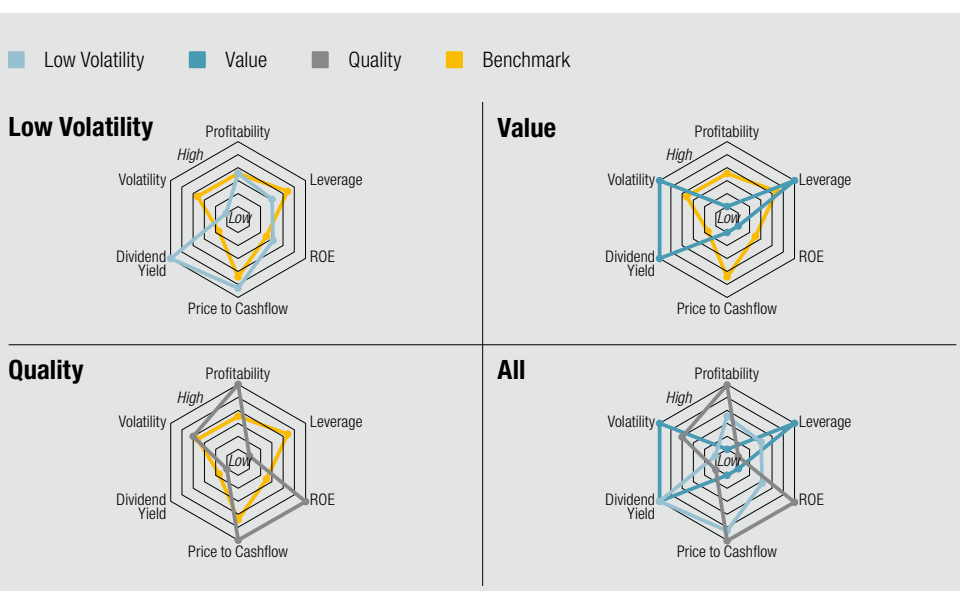 Low Volatility
Value
Quality
Benchmark
Low Volatility
Profitability
High
Volatility
Leverage
Low
Dividend
Yield
ROE
Price to Cashflow
Value
Profitability
High
Volatility
Leverage
Low
Dividend
Yield
ROE
Price to Cashflow
Quality
Profitability
High
Volatility
Leverage
Low
Dividend
Yield
ROE
Price to Cashflow
All
Profitability
High
Volatility
Leverage
Low
Dividend
Yield
ROE
Price to Cashflow